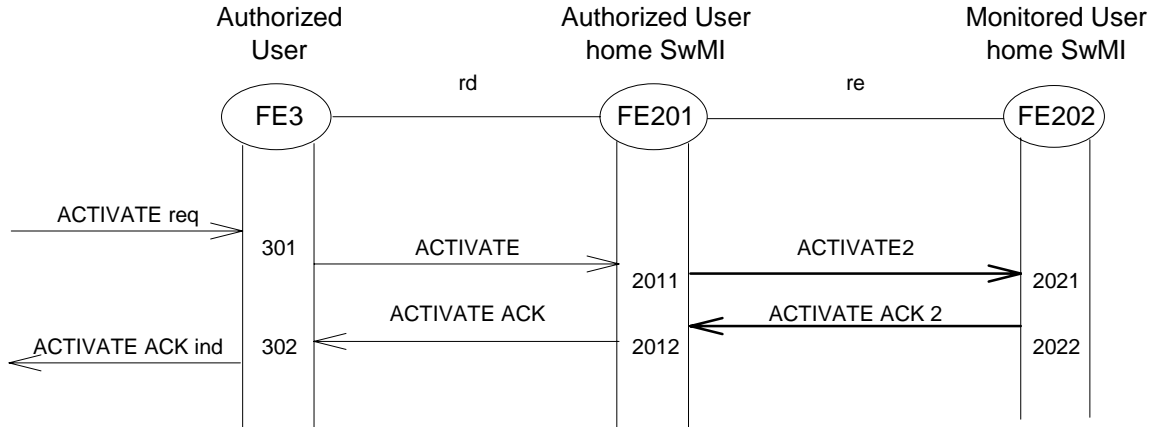 Authorized
User
Authorized User
home SwMI
Monitored User
home SwMI
rd
re
FE3
FE201
FE202
ACTIVATE req
301
ACTIVATE
2011
ACTIVATE2
2021
ACTIVATE ACK ind
302
ACTIVATE ACK
2012
ACTIVATE ACK 2
2022